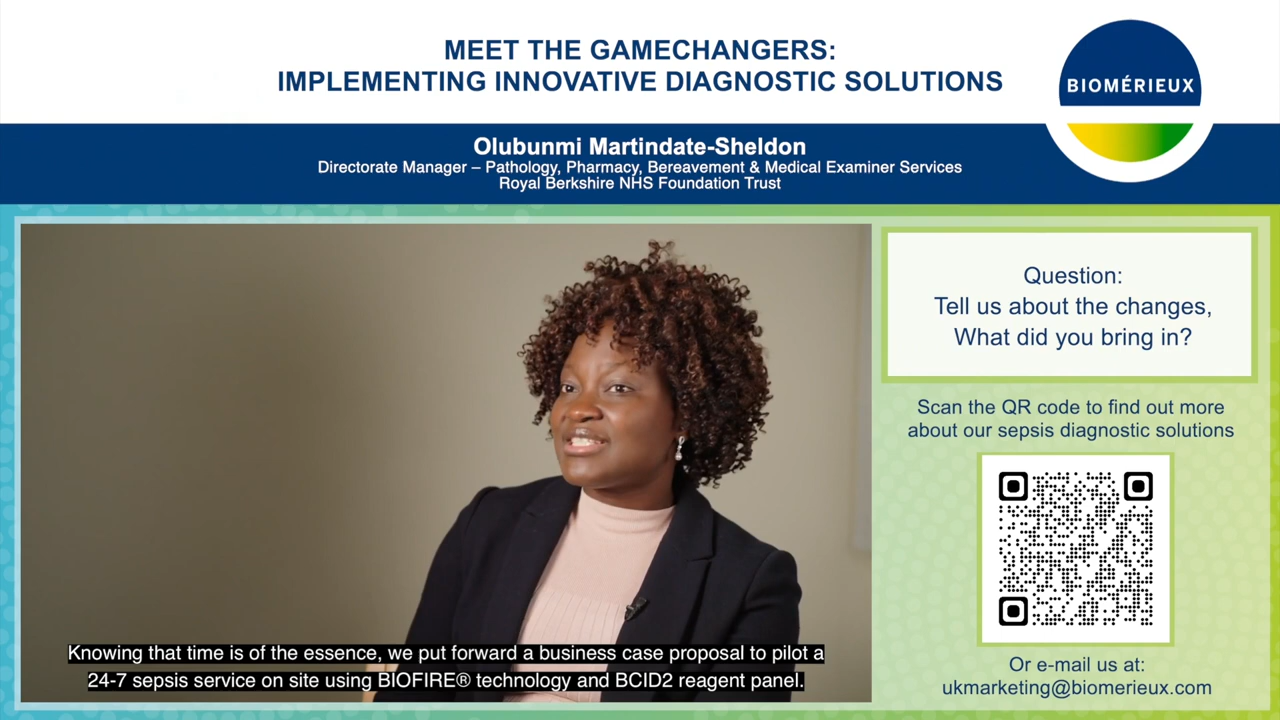 MEET THE GAMECHANGERS:
IMPLEMENTING INNOVATIVE DIAGNOSTIC SOLUTIONS
BIOMÉRIEUX
Olubunmi Martindate-Sheldon
Directorate Manager – Pathology, Pharmacy, Bereavement & Medical Examiner Services
Royal Berkshire NHS Foundation Trust
Question:
Tell us about the changes,
What did you bring in?
Scan the QR code to find out more
about our sepsis diagnostic solutions
Knowing that time is of the essence, we put forward a business case proposal to pilot a
24-7 sepsis service on site using BIOFIRE® technology and BCID2 reagent panel.
Or e-mail us at:
ukmarketing@biomerieux.com